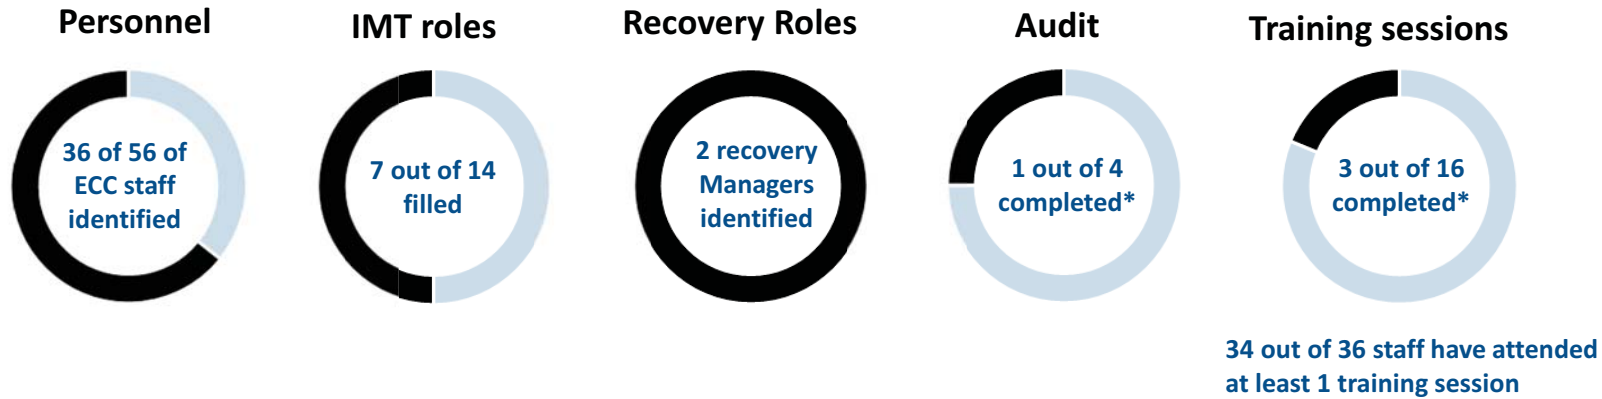 Personnel
IMT roles
Recovery Roles
Audit
Training sessions
36 of 56 of
ECC staff
identified
7 out of 14
filled
2 recovery
Managers
identified
1 out of 4
completed*
3 out of 16
completed*
34 out of 36 staff have attended
at least 1 training session